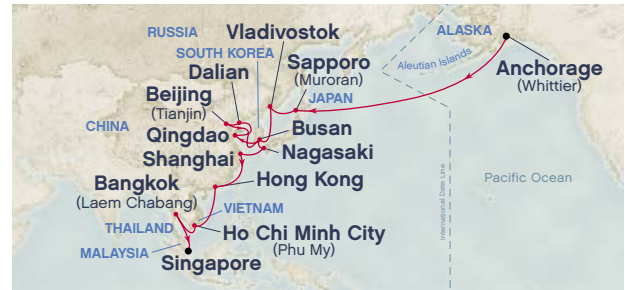 RUSSIA
Vladivostok
ALASKA
SOUTH KOREA
Aleutian Islands
Sapporo
(Muroran)
Anchorage
(Whittier)
Dalian
Beijing
(Tianjin)
JAPAN
CHINA
Qingdao
Busan
Shanghai
Nagasaki
Bangkok
(Laem Chabang)
Hong Kong
Pacific Ocean
International Date Line
VIETNAM
THAILAND
Ho Chi Minh City
(Phu My)
MALAYSIA
Singapore